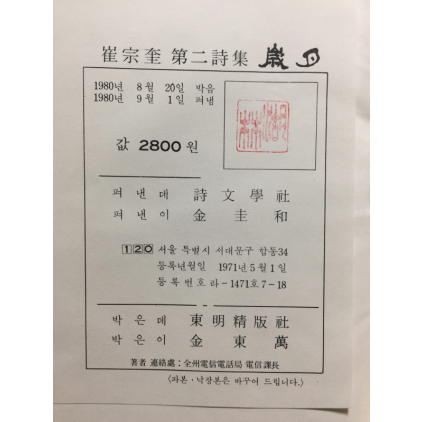 崔宗奎 第二詩集 歲月
1980년 8월 20일 박음
1980년 9월 1일 펴냄
값 2800원
펴낸데 詩文學社
펴낸이 金圭和
120 서울 특별시 서대문구 합동34
등록년월일 1971년 5월 1일
등록번호 라-1471호 7-18
박은데 東明精版社
박은이 金東萬
著者 連絡處: 全州電信電話局 電信課長
〈파본·낙장본은 바꾸어 드립니다.〉